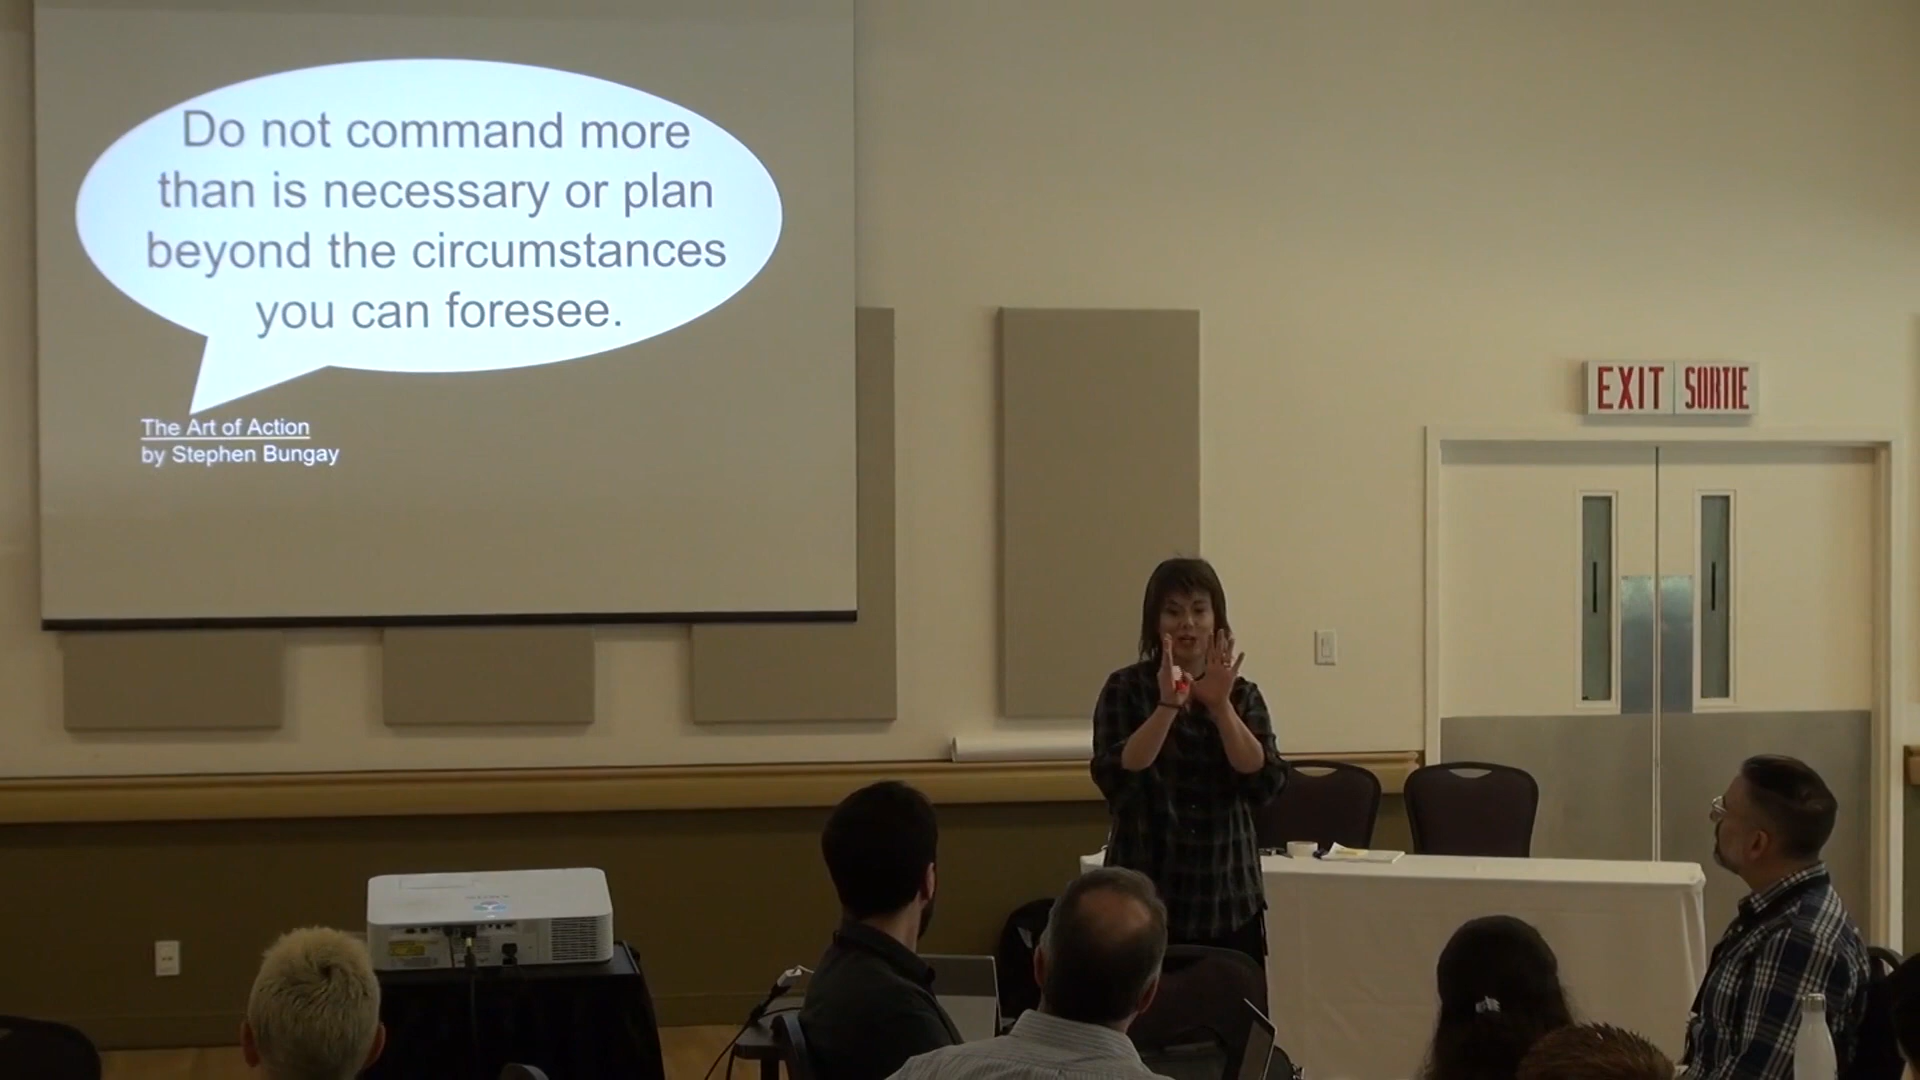 Do not command more
than is necessary or plan
beyond the circumstances
you can foresee.
The Art of Action
by Stephen Bungay
EXIT SORTIE